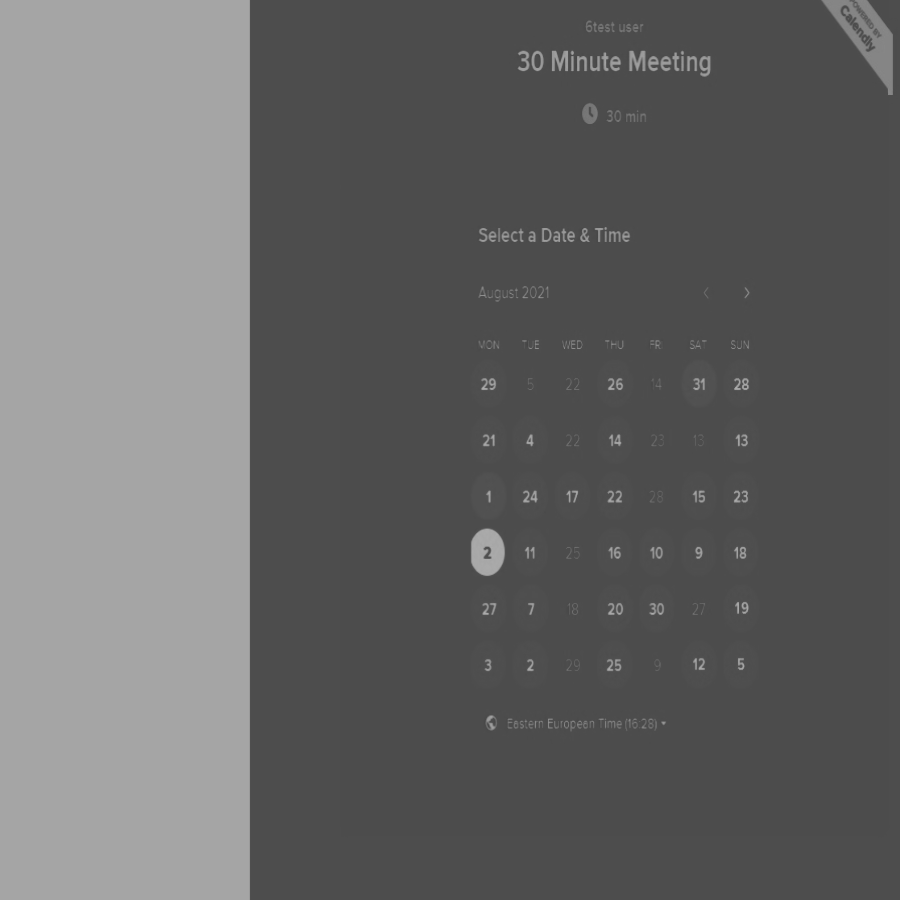 POWERED BY
Calendly
6test user
30 Minute Meeting
30 min
Select a Date & Time
August 2021
MON TUE WED THU FR SAT SUN
29 5 22 26 14 31 28
21 4 22 14 23 13 13
1 24 17 22 28 15 23
2 11 25 16 10 9 18
27 7 18 20 30 27 19
3 2 29 25 9 12 5
Eastern European Time (16:28)